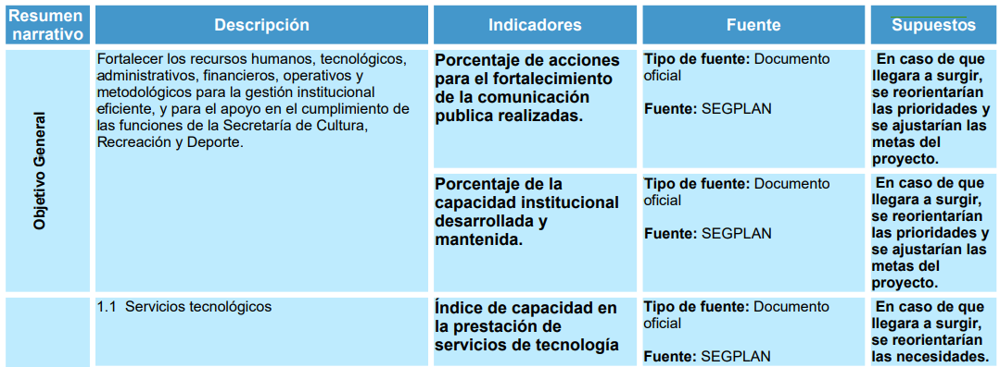 Resumen
narrativo
Descripción
Indicadores
Fuente
Supuestos
Objetivo General
Fortalecer los recursos humanos, tecnológicos,
administrativos, financieros, operativos y
metodológicos para la gestión institucional
eficiente, y para el apoyo en el cumplimiento de
las funciones de la Secretaría de Cultura,
Recreación y Deporte.
Porcentaje de acciones
para el fortalecimiento
de la comunicación
publica realizadas.
Tipo de fuente: Documento
oficial
Fuente: SEGPLAN
En caso de que
llegara a surgir,
se reorientarían
las prioridades y
se ajustarían las
metas del
proyecto.
Porcentaje de la
capacidad institucional
desarrollada y
mantenida.
Tipo de fuente: Documento
oficial
Fuente: SEGPLAN
En caso de que
llegara a surgir,
se reorientarían
las prioridades y
se ajustarían las
metas del
proyecto.
1.1 Servicios tecnológicos
Índice de capacidad en
la prestación de
servicios de tecnología
Tipo de fuente: Documento
oficial
Fuente: SEGPLAN
En caso de que
llegara a surgir,
se reorientarían
las necesidades.